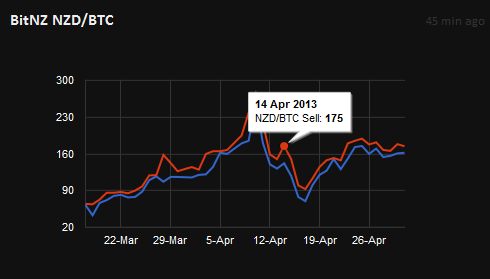 BitNZ NZD/BTC
45 min ago
300
230
160
90
20
14 Apr 2013
NZD/BTC Sell: 175
22-Mar 29-Mar 5-Apr 12-Apr 19-Apr 26-Apr